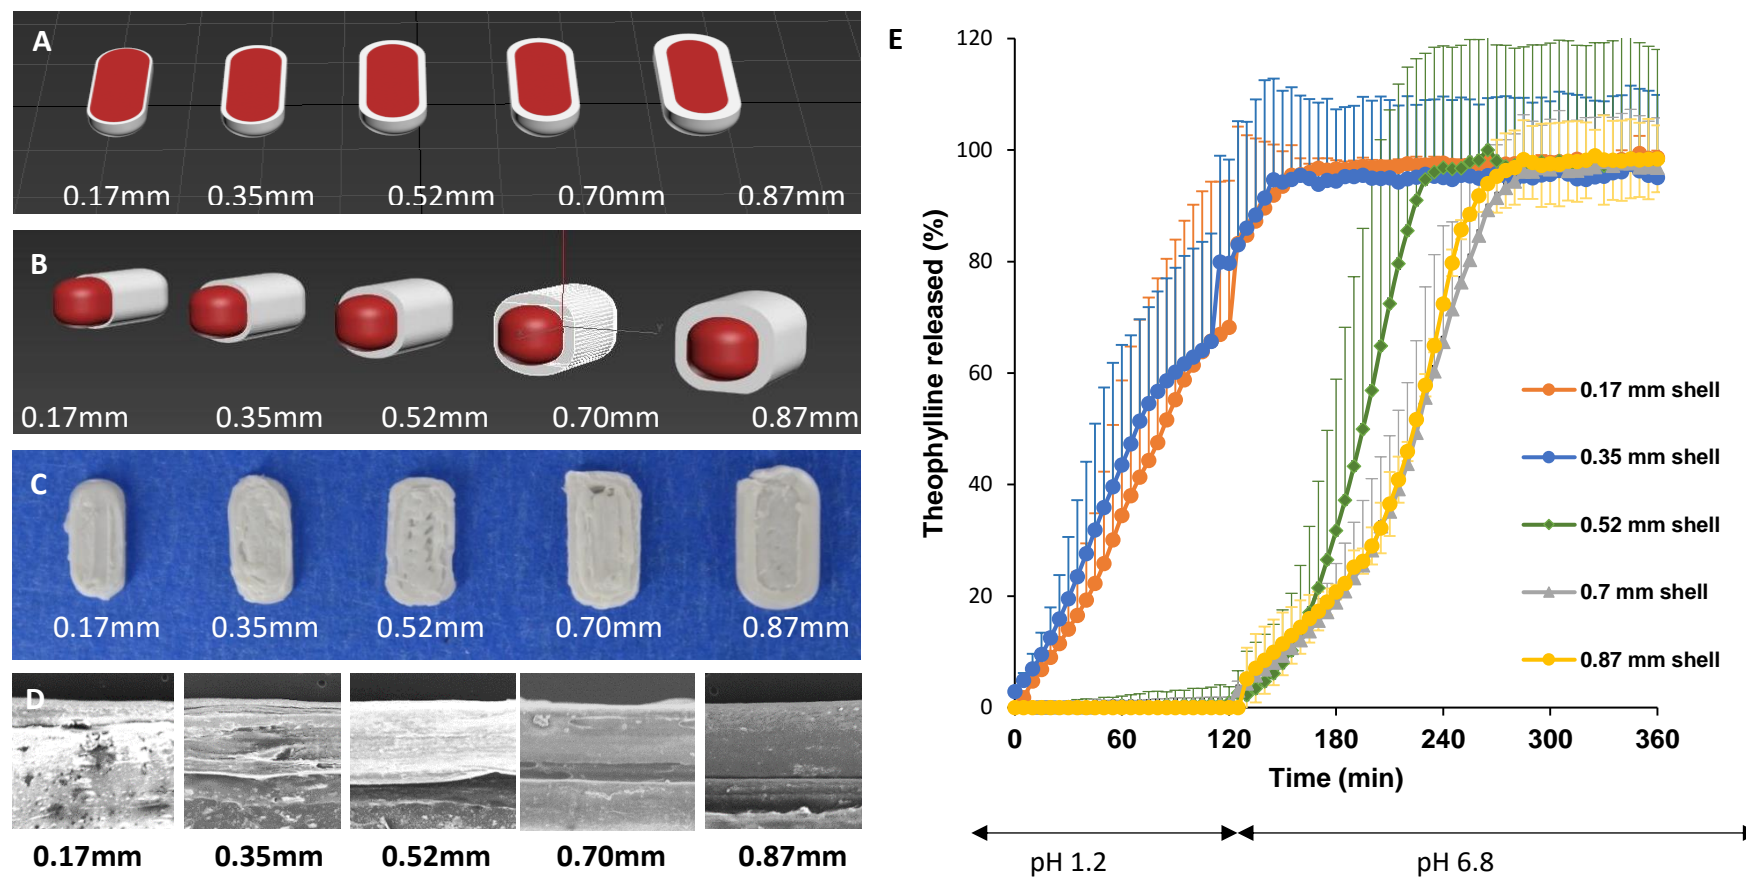 A
0.17mm 0.35mm 0.52mm 0.70mm 0.87mm
B
0.17mm 0.35mm 0.52mm 0.70mm 0.87mm
C
0.17mm 0.35mm 0.52mm 0.70mm 0.87mm
D
0.17mm 0.35mm 0.52mm 0.70mm 0.87mm
E
Theophylline released (%)
120
100
80
60
40
20
0
0 60 120 180 240 300 360
Time (min)
0.17 mm shell
0.35 mm shell
0.52 mm shell
0.7 mm shell
0.87 mm shell
pH 1.2 pH 6.8